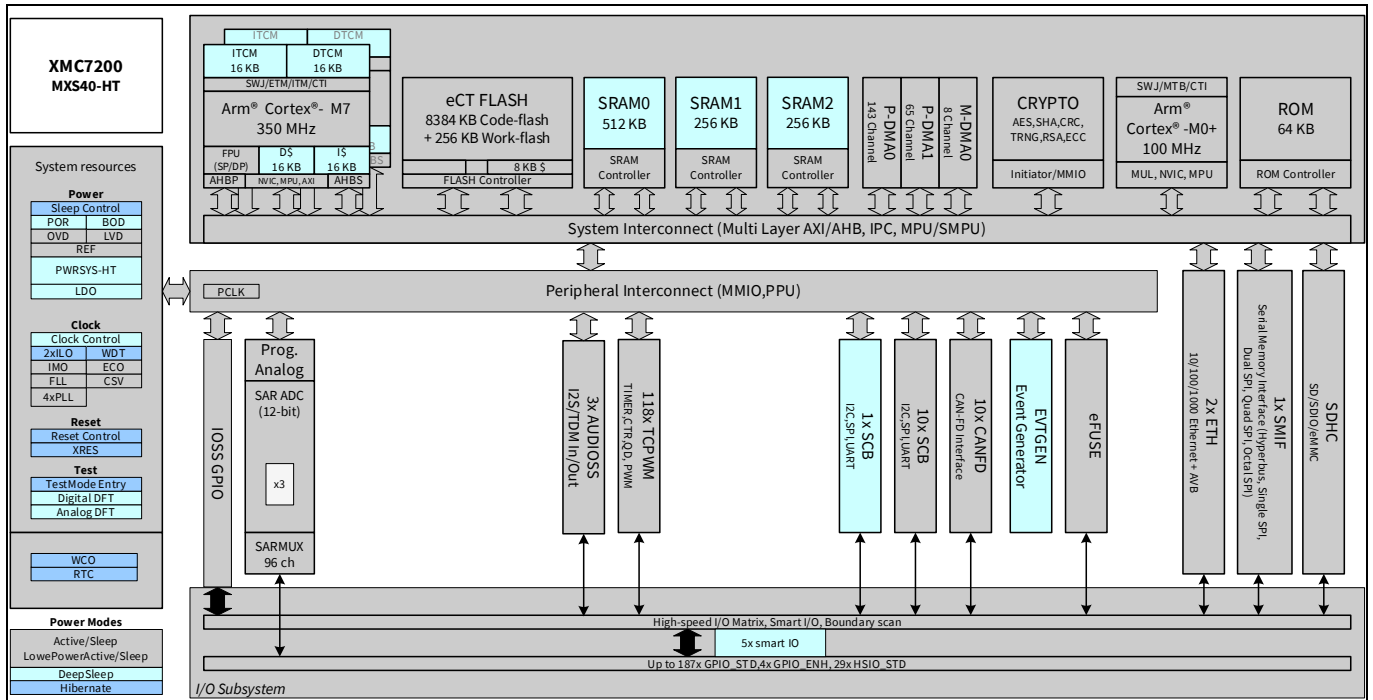 XMC7200
MXS40-HT
System resources
Power
Sleep Control
POR BOD
OVD LVD
REF
PWRSYS-HT
LDO
Clock
Clock Control
2xILO WDT
IMO ECO
FLL CSV
4xPLL
Reset
Reset Control
XRES
Test
TestMode Entry
Digital DFT
Analog DFT
WCO
RTC
Power Modes
Active/Sleep
LowePowerActive/Sleep
DeepSleep
Hibernate
ITCM DTCM
ITCM
16 KB
DTCM
16 KB
SWJ/ETM/ITM/CTI
Arm® Cortex®- M7
350 MHz
FPU
(SP/DP)
D$
16 KB
I$
16 KB
AHBP NVIC, MPU, AXI AHBS
eCT FLASH
8384 KB Code-flash
+ 256 KB Work-flash
8 KB $
FLASH Controller
SRAM0
512 KB
SRAM
Controller
SRAM1
256 KB
SRAM
Controller
SRAM2
256 KB
SRAM
Controller
P-DMA0
143 Channel
P-DMA1
65 Channel
M-DMA0
8 Channel
CRYPTO
AES,SHA,CRC,
TRNG,RSA,ECC
Initiator/MMIO
SWJ/MTB/CTI
Arm®
Cortex® -M0+
100 MHz
MUL, NVIC, MPU
ROM
64 KB
ROM Controller
System Interconnect (Multi Layer AXI/AHB, IPC, MPU/SMPU)
PCLK
Peripheral Interconnect (MMIO,PPU)
IOSS GPIO
Prog.
Analog
SAR ADC
(12-bit)
x3
SARMUX
96 ch
3x AUDIOSS
I2S/TDM In/Out
118x TCPWM
TIMER,CTR,QD, PWM
1x SCB
I2C,SPI,UART
10x SCB
I2C,SPI,UART
10x CANFD
CAN-FD Interface
EVTGEN
Event Generator
eFUSE
2x ETH
10/100/1000 Ethernet + AVB
1x SMIF
Serial Memory Interface (Hyperbus, Single SPI,
Dual SPI, Quad SPI, Octal SPI)
SDHC
SD/SDIO/eMMC
High-speed I/O Matrix, Smart I/O, Boundary scan
5x smart IO
Up to 187x GPIO_STD,4x GPIO_ENH, 29x HSIO_STD
I/O Subsystem